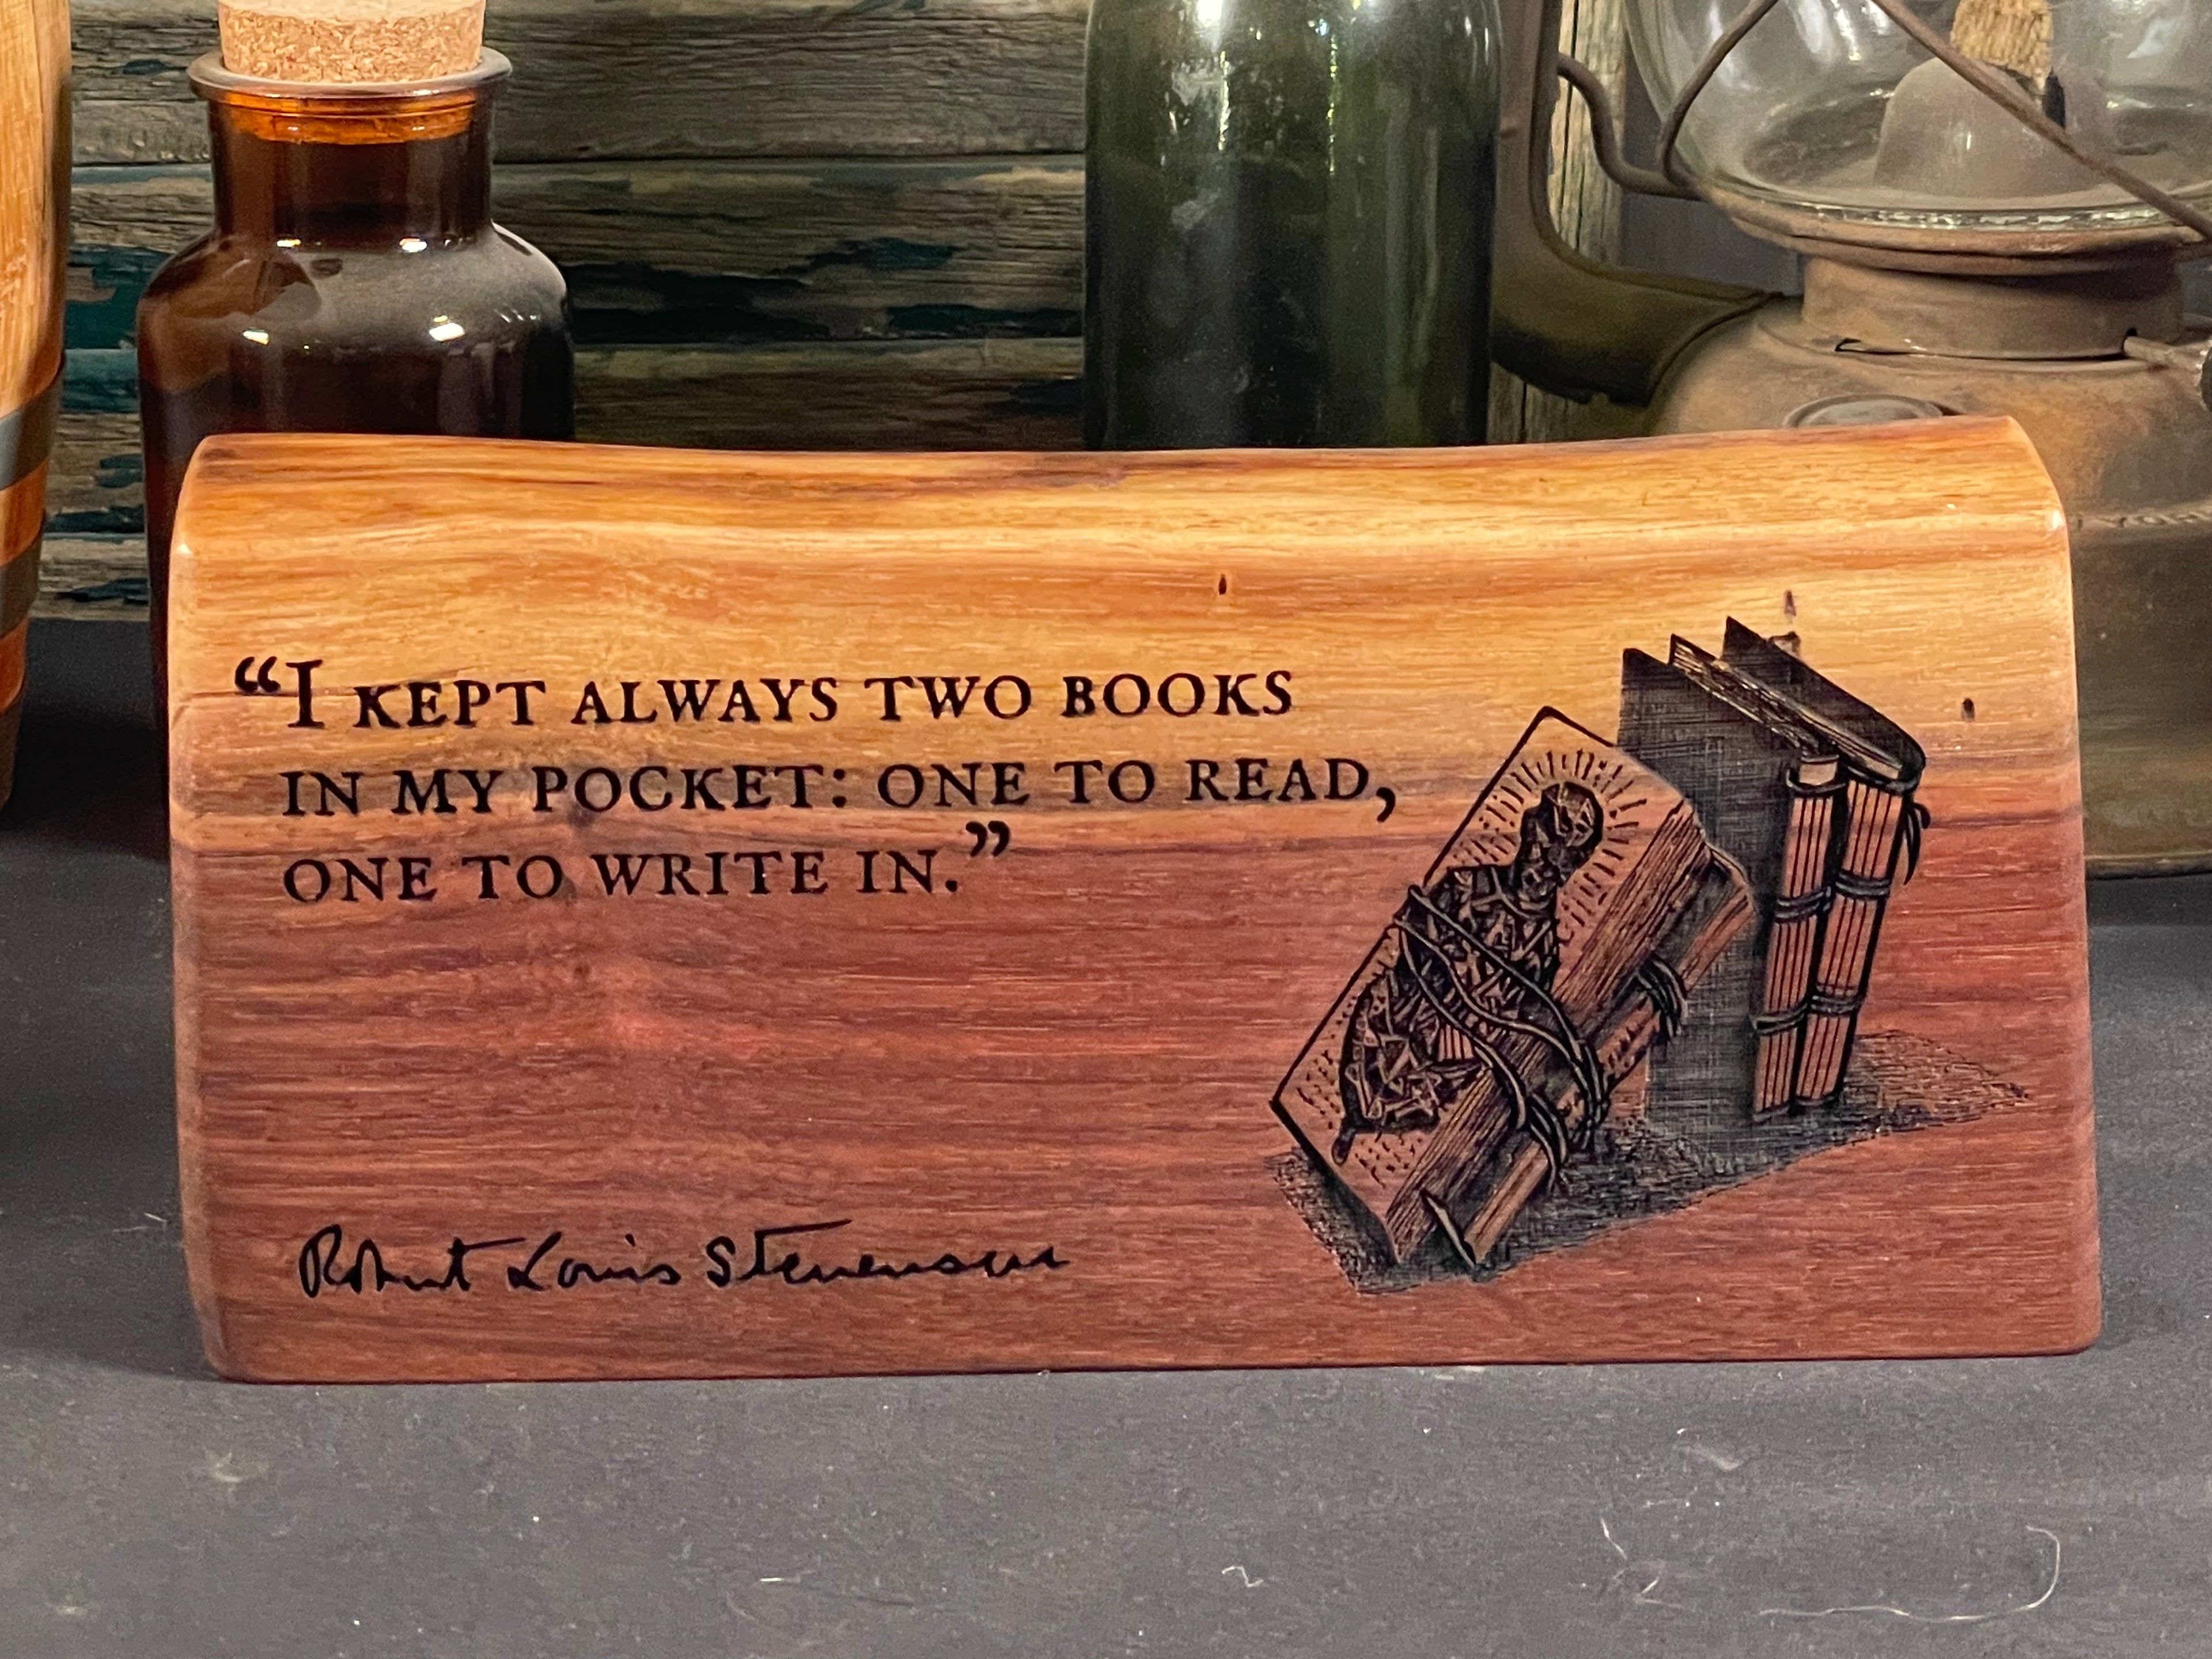 “I KEPT ALWAYS TWO BOOKS
IN MY POCKET: ONE TO READ,
ONE TO WRITE IN.”
Robert Louis Stevenson